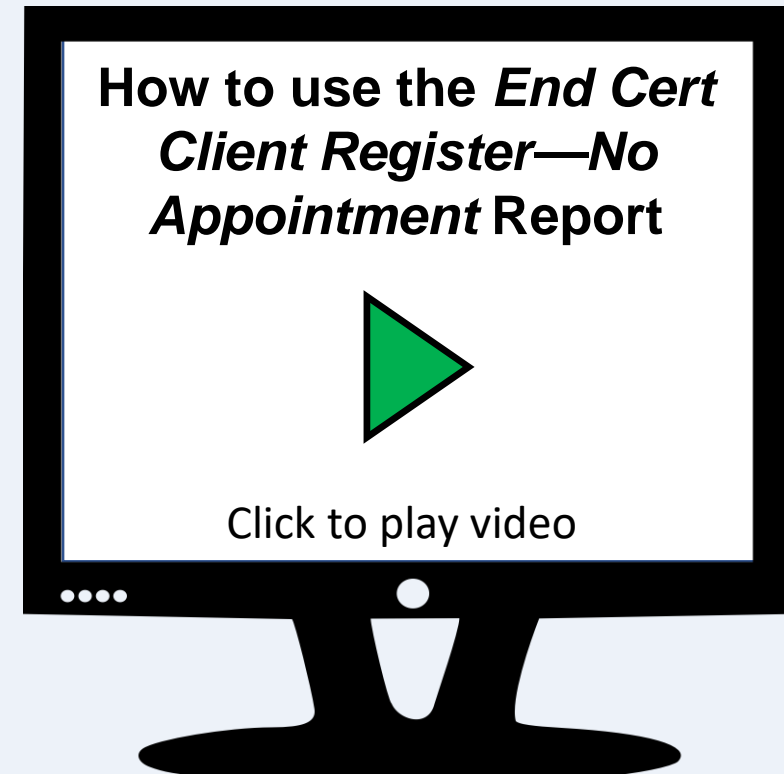 How to use the End Cert
Client Register—No
Appointment Report
Click to play video